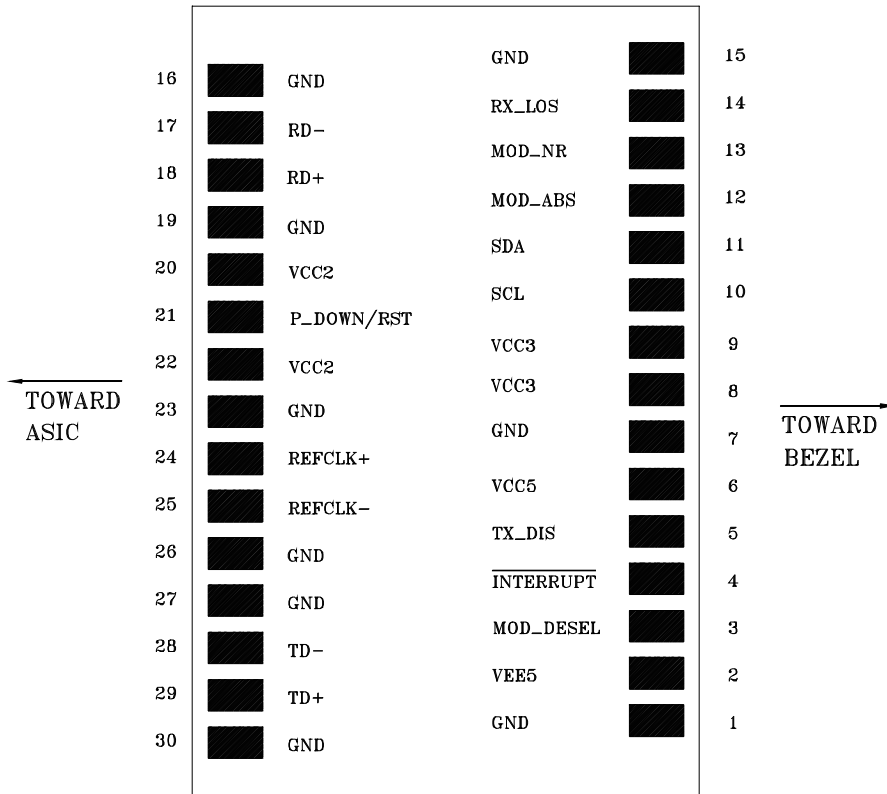 GND 15
16 GND
RX_LOS 14
17 RD-
MOD_NR 13
18 RD+
MOD_ABS 12
19 GND
SDA 11
20 VCC2
SCL 10
21 P_DOWN/RST
VCC3 9
22 VCC2
VCC3 8
TOWARD
ASIC
23 GND
GND 7
TOWARD
BEZEL
24 REFCLK+
VCC5 6
25 REFCLK-
TX_DIS 5
26 GND
INTERRUPT 4
27 GND
MOD_DESEL 3
28 TD-
VEE5 2
29 TD+
GND 1
30 GND